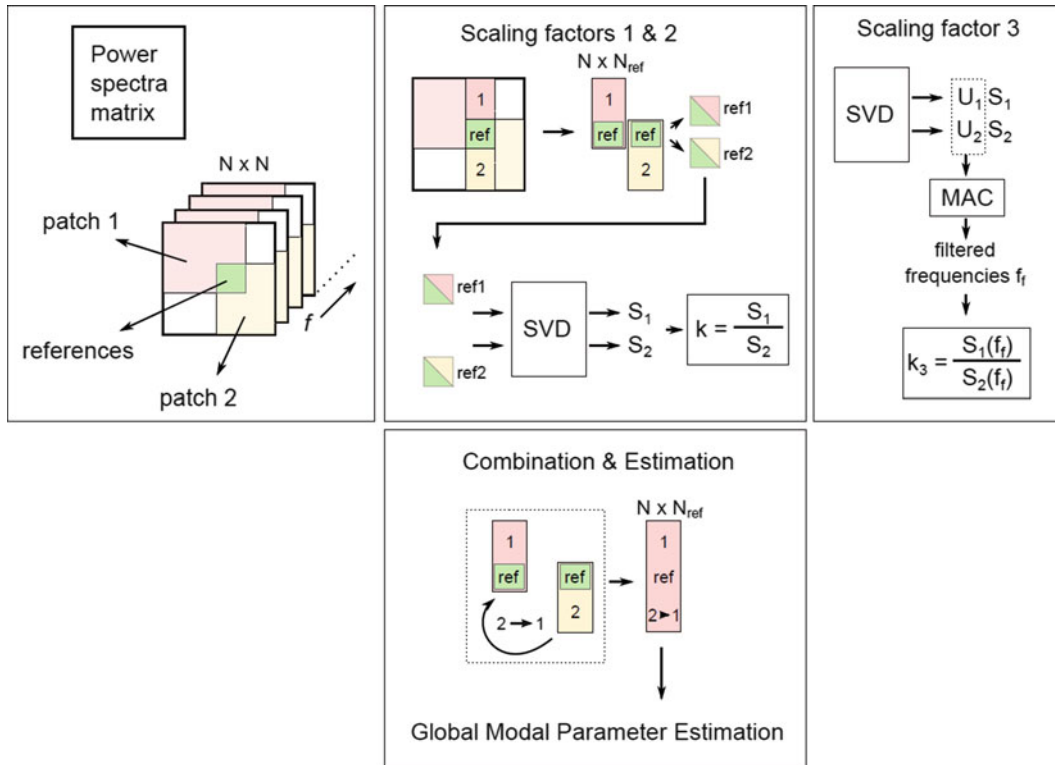 Power
spectra
matrix
N x N
patch 1
references
patch 2
f
Scaling factors 1 & 2
N x N_ref
1
ref
2
1
ref
ref
2
ref1
ref2
ref1
ref2
SVD
S_1
S_2
k = S_1 / S_2
Scaling factor 3
SVD
U_1 S_1
U_2 S_2
MAC
filtered
frequencies f_f
k_3 = S_1(f_f) / S_2(f_f)
Combination & Estimation
N x N_ref
1
ref
ref
2
2 → 1
1
ref
2 ► 1
Global Modal Parameter Estimation